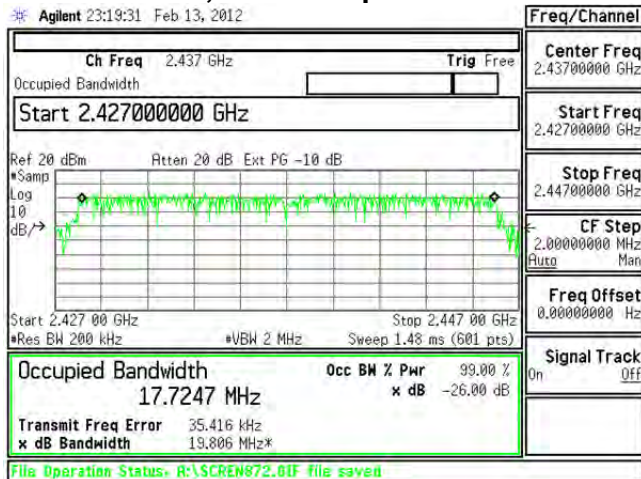 Agilent 23:19:31 Feb 13, 2012
Freq/Channel
Ch Freq 2.437 GHz Trig Free
Occupied Bandwidth
Start 2.427000000 GHz
Center Freq
2.43700000 GHz
Start Freq
2.42700000 GHz
Stop Freq
2.44700000 GHz
CF Step
2.00000000 MHz
Auto Man
Freq Offset
0.00000000 Hz
Signal Track
On Off
Ref 20 dBm Atten 20 dB Ext PG -10 dB
#Samp
Log
10
dB/
Start 2.427 00 GHz Stop 2.447 00 GHz
#Res BW 200 kHz #VBW 2 MHz Sweep 1.48 ms (601 pts)
Occupied Bandwidth
17.7247 MHz
Occ BW % Pwr 99.00 %
x dB -26.00 dB
Transmit Freq Error 35.416 kHz
x dB Bandwidth 19.806 MHz*
File Operation Status, A:\SCREN872.GIF file saved